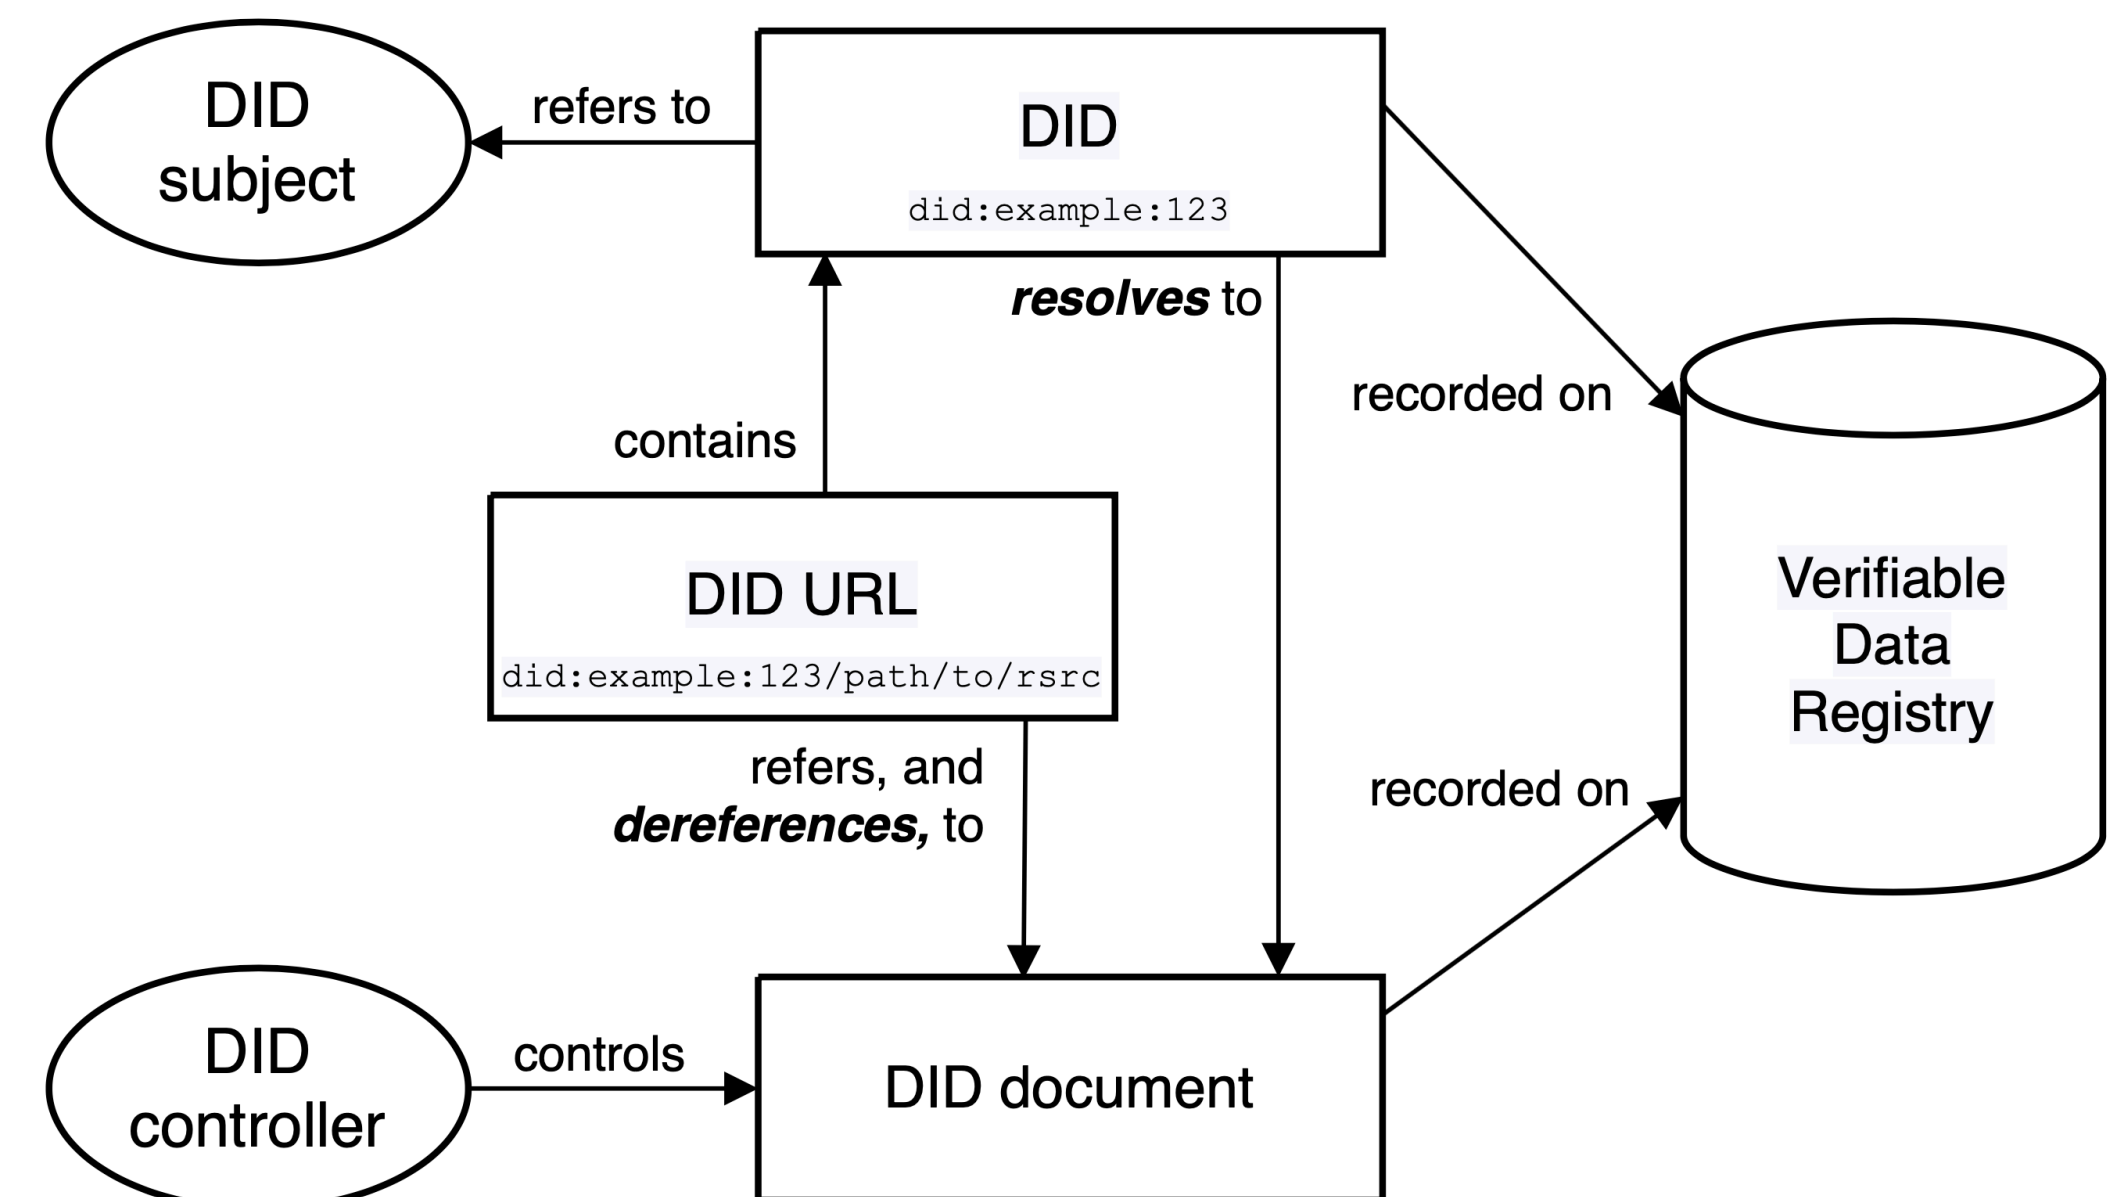 DID
subject
refers to
DID
did:example:123
resolves to
recorded on
contains
DID URL
did:example:123/path/to/rsrc
Verifiable
Data
Registry
refers, and
dereferences, to
recorded on
DID
controller
controls
DID document